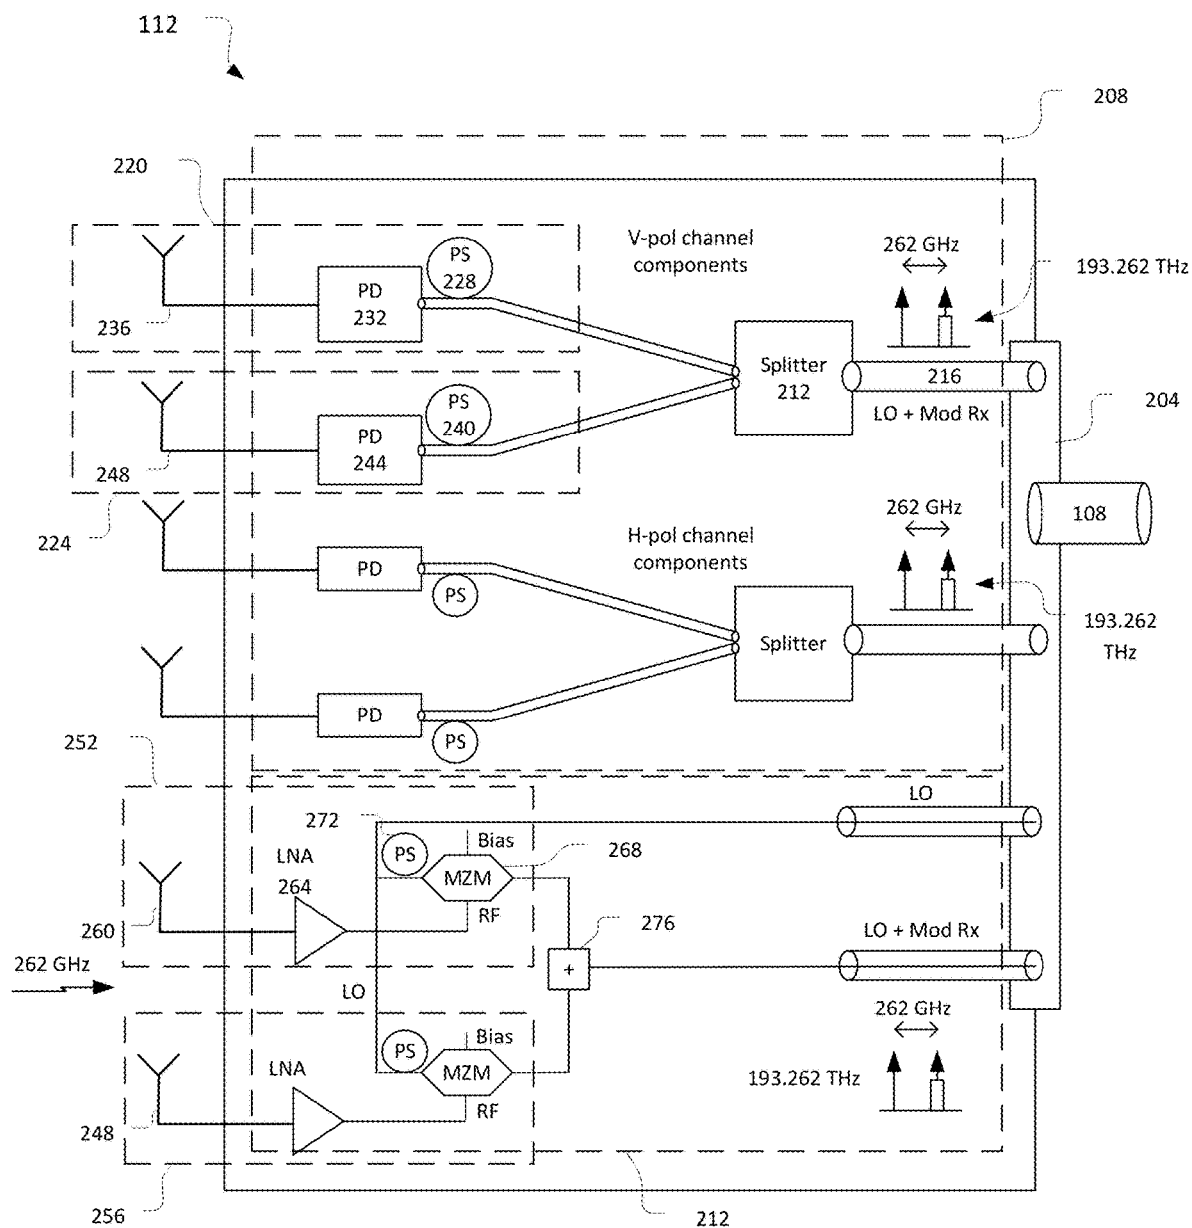 112
208
220
V-pol channel
components
262 GHz
193.262 THz
PS
228
PD
232
236
Splitter
212
216
LO + Mod Rx
204
PS
240
PD
244
248
224
H-pol channel
components
262 GHz
108
PD
PS
193.262
THz
Splitter
PD
PS
252
LO
272
PS
Bias
268
LNA
264
MZM
RF
260
276
LO + Mod Rx
262 GHz
+
LO
262 GHz
PS
Bias
LNA
MZM
193.262 THz
RF
248
256
212